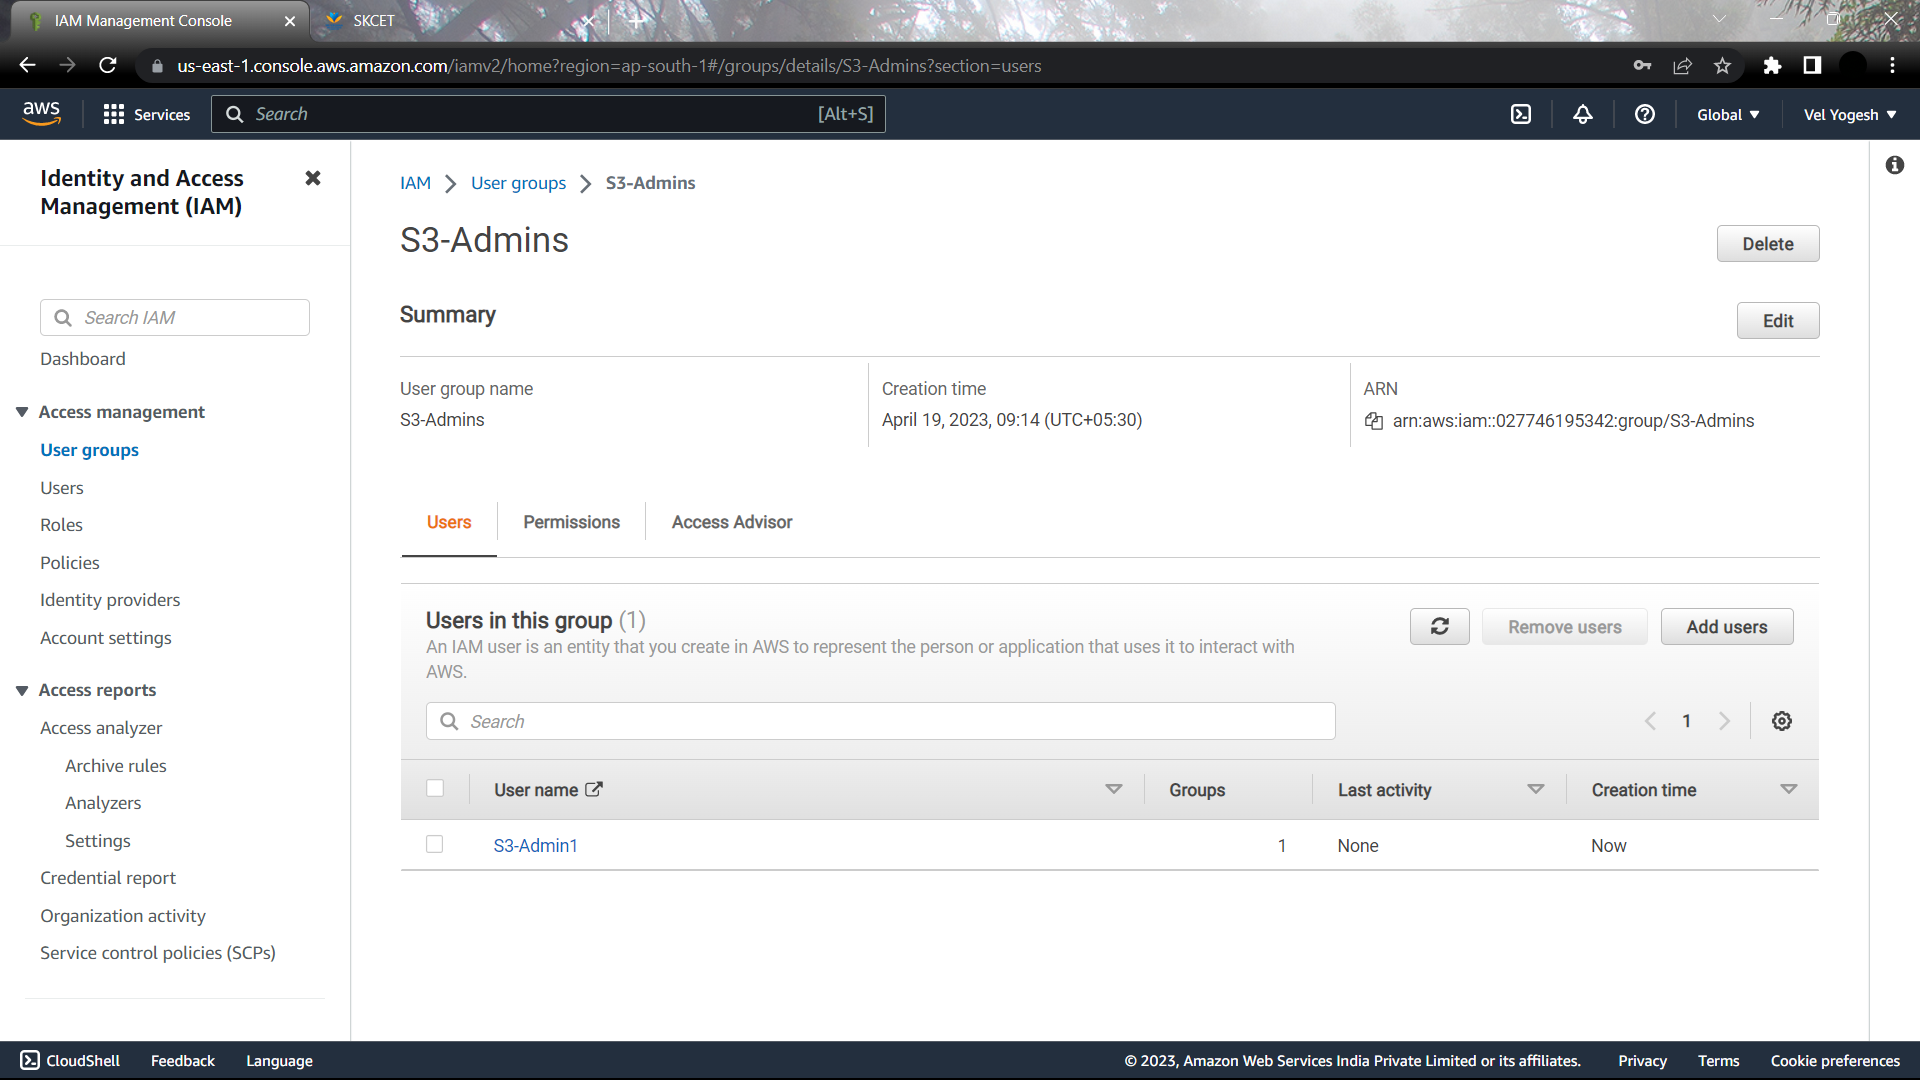 IAM Management Console
SKCET
us-east-1.console.aws.amazon.com/iamv2/home?region=ap-south-1#/groups/details/S3-Admins?section=users
aws
Services
Search
[Alt+S]
Global
Vel Yogesh
Identity and Access
Management (IAM)
Search IAM
Dashboard
Access management
User groups
Users
Roles
Policies
Identity providers
Account settings
Access reports
Access analyzer
Archive rules
Analyzers
Settings
Credential report
Organization activity
Service control policies (SCPs)
IAM
User groups
S3-Admins
S3-Admins
Delete
Summary
Edit
User group name
S3-Admins
Creation time
April 19, 2023, 09:14 (UTC+05:30)
ARN
arn:aws:iam::027746195342:group/S3-Admins
Users
Permissions
Access Advisor
Users in this group (1)
An IAM user is an entity that you create in AWS to represent the person or application that uses it to interact with
AWS.
Remove users
Add users
Search
1
User name
Groups
Last activity
Creation time
S3-Admin1
1
None
Now
CloudShell
Feedback
Language
© 2023, Amazon Web Services India Private Limited or its affiliates.
Privacy
Terms
Cookie preferences